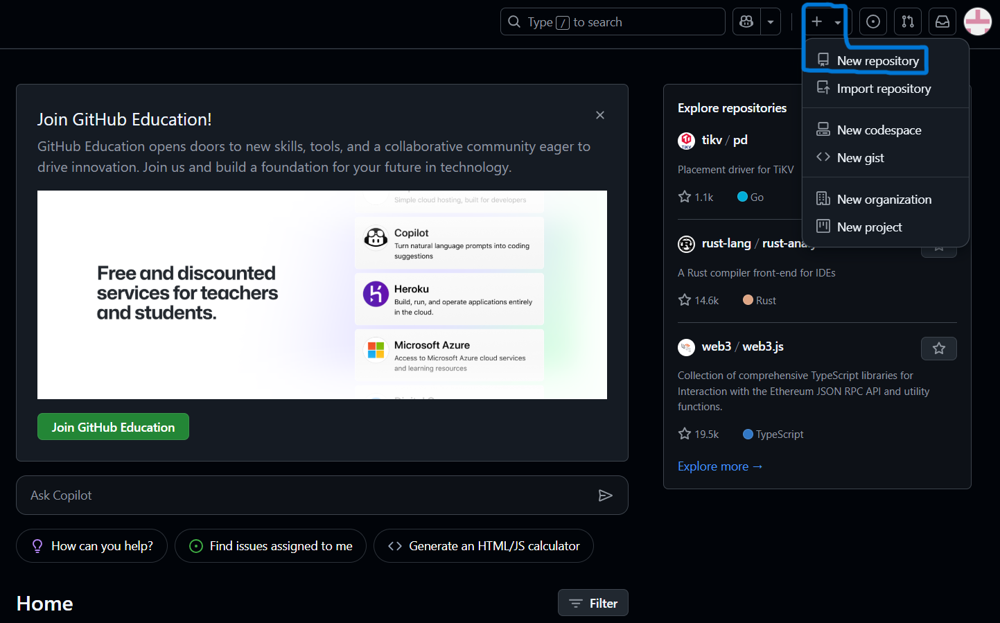 Type / to search
New repository
Import repository
New codespace
New gist
New organization
New project
Join GitHub Education!
GitHub Education opens doors to new skills, tools, and a collaborative community eager to
drive innovation. Join us and build a foundation for your future in technology.
Free and discounted
services for teachers
and students.
Simple cloud hosting, built for developers
Copilot
Turn natural language prompts into coding
suggestions
Heroku
Build, run, and operate applications entirely
in the cloud.
Microsoft Azure
Access to Microsoft Azure cloud services
and learning resources
Join GitHub Education
Ask Copilot
How can you help?
Find issues assigned to me
Generate an HTML/JS calculator
Home
Filter
Explore repositories
TiKV
tikv / pd
Placement driver for TiKV
1.1k
Go
rust-lang / rust-analy
A Rust compiler front-end for IDEs
14.6k
Rust
web3 / web3.js
Collection of comprehensive TypeScript libraries for
Interaction with the Ethereum JSON RPC API and utility
functions.
19.5k
TypeScript
Explore more →